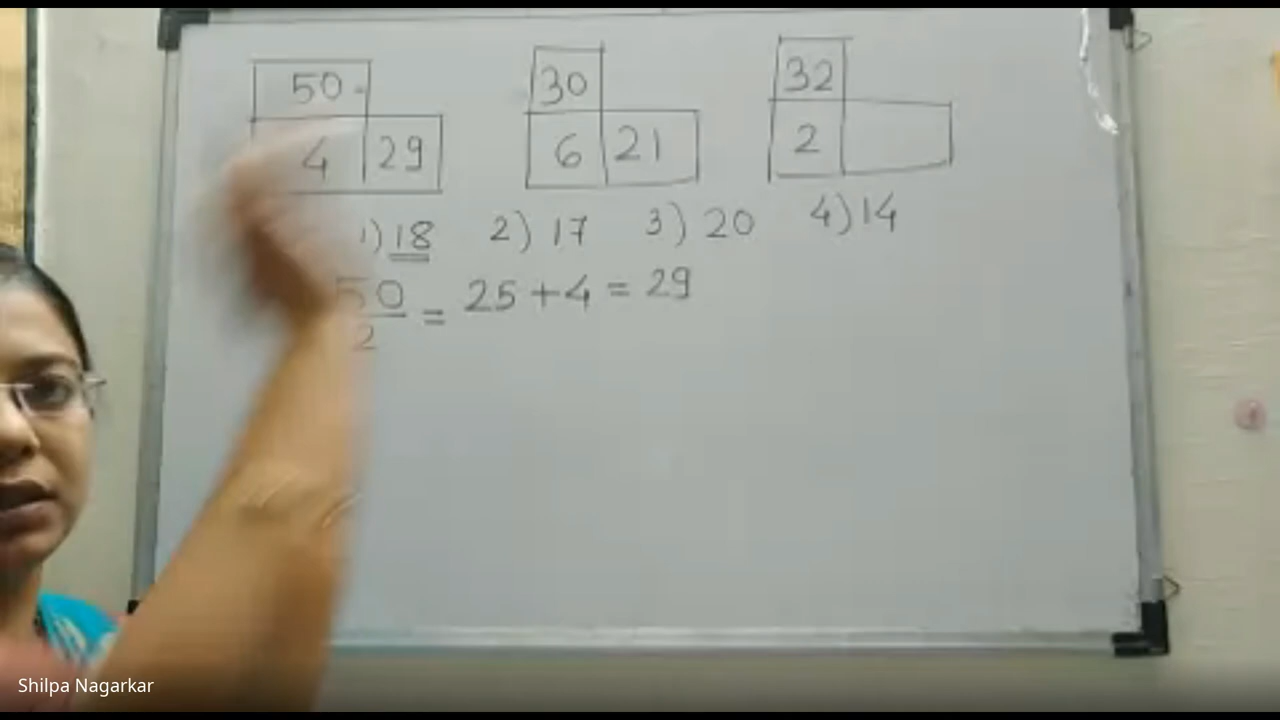 50 30 32
4 29 6 21 2
1) 18 2) 17 3) 20 4) 14
50/2 = 25 + 4 = 29
Shilpa Nagarkar